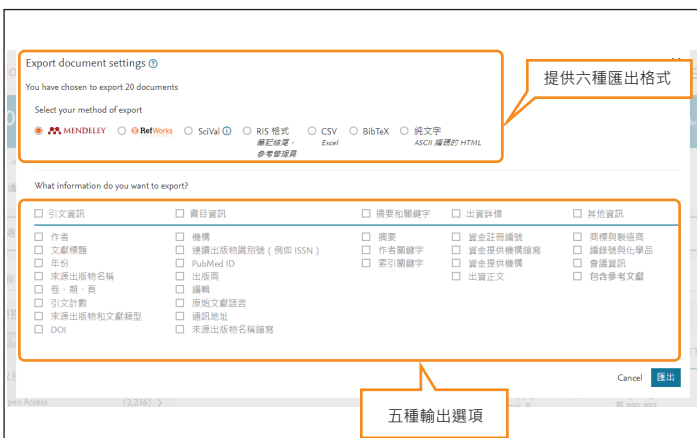 Export document settings ?
提供六種匯出格式
You have chosen to export 20 documents
Select your method of export
MENDELEY RefWorks SciVal RIS 格式 CSV BibTeX 純文字
筆記結尾, Excel ASCII 編碼的 HTML
參考管理員
What information do you want to export?
引文資訊 書目資訊 摘要和關鍵字 出資詳情 其他資訊
作者 機構 摘要 資金註冊編號 商標與製造商
文獻標題 連續出版物識別號 ( 例如 ISSN ) 作者關鍵字 資金提供機構縮寫 編錄號與化學品
年份 PubMed ID 索引關鍵字 資金提供機構 會議資訊
來源出版物名稱 出版商 出資正文 包含參考文獻
卷、期、頁 編輯
引文計數 原始文獻語言
來源出版物和文獻類型 通訊地址
DOI 來源出版物名稱縮寫
Cancel 匯出
pen Access (2,236) >
五種輸出選項